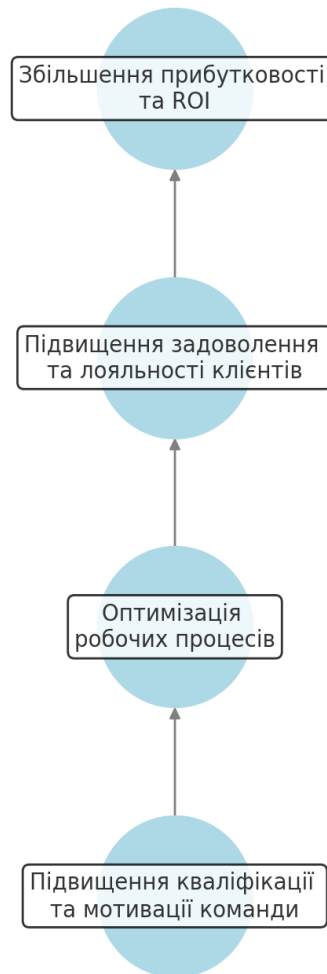 Збільшення прибутковості
та ROI
Підвищення задоволення
та лояльності клієнтів
Оптимізація
робочих процесів
Підвищення кваліфікації
та мотивації команди